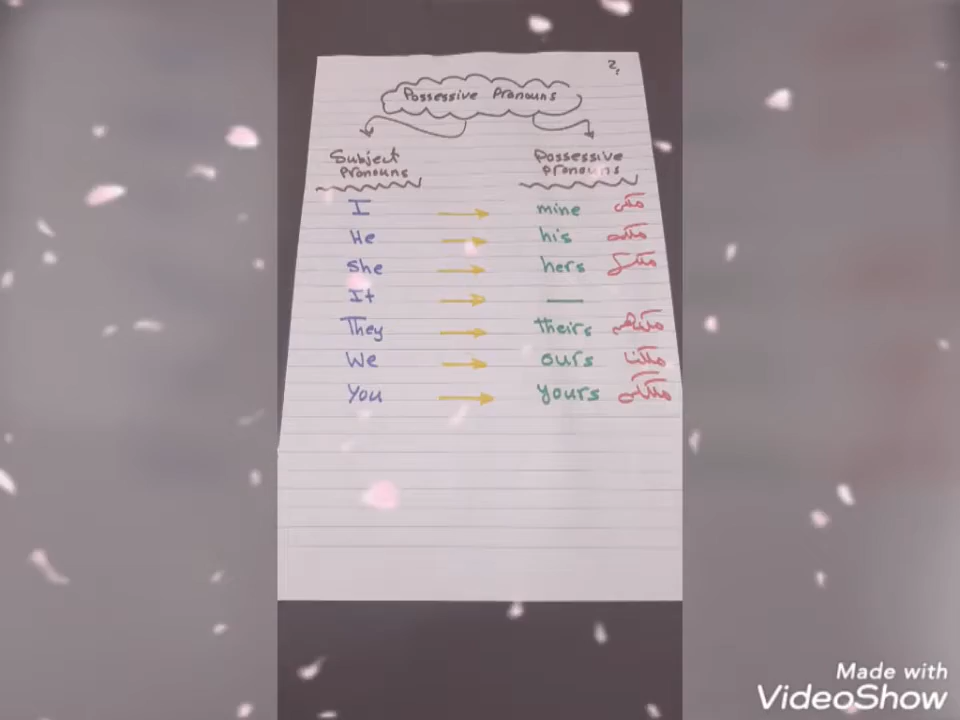 2,
Possessive Pronouns
Subject Pronouns
Possessive Pronouns
I → mine ملكي
He → his ملكه
She → hers ملكها
It → —
They → theirs ملكهم
We → ours ملكنا
You → yours ملككم
Made with
VideoShow